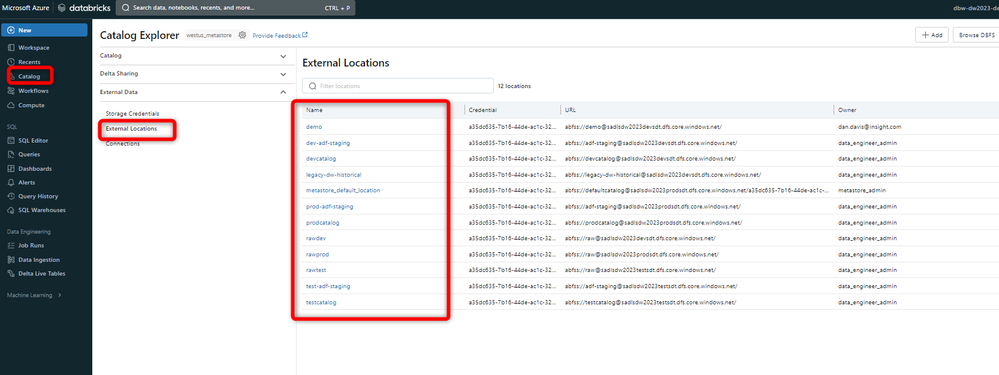 Microsoft Azure databricks Search data, notebooks, recents, and more... CTRL + P dbw-dw2023-de
New
Workspace
Recents
Catalog
Workflows
Compute
SQL
SQL Editor
Queries
Dashboards
Alerts
Query History
SQL Warehouses
Data Engineering
Job Runs
Data Ingestion
Delta Live Tables
Machine Learning
Catalog Explorer westus_metastore Provide Feedback Add Browse DBFS
Catalog
Delta Sharing
External Data
Storage Credentials
External Locations
Connections
External Locations
Filter locations 12 locations
Name Credential URL Owner
demo a35dc635-7b16-44de-ac1c-32... abfss://demo@sadlsdw2023devsdt.dfs.core.windows.net/ dan.davis@insight.com
dev-adf-staging a35dc635-7b16-44de-ac1c-32... abfss://adf-staging@sadlsdw2023devsdt.dfs.core.windows.net/ data_engineer_admin
devcatalog a35dc635-7b16-44de-ac1c-32... abfss://devcatalog@sadlsdw2023devsdt.dfs.core.windows.net/ data_engineer_admin
legacy-dw-historical a35dc635-7b16-44de-ac1c-32... abfss://legacy-dw-historical@sadlsdw2023devsdt.dfs.core.windows.net/ data_engineer_admin
metastore_default_location a35dc635-7b16-44de-ac1c-32... abfss://defaultcatalog@sadlsdw2023prodsdt.dfs.core.windows.net/a35dc635-7b16-44de-ac1c-... metastore_admin
prod-adf-staging a35dc635-7b16-44de-ac1c-32... abfss://adf-staging@sadlsdw2023prodsdt.dfs.core.windows.net/ data_engineer_admin
prodcatalog a35dc635-7b16-44de-ac1c-32... abfss://prodcatalog@sadlsdw2023prodsdt.dfs.core.windows.net/ data_engineer_admin
rawdev a35dc635-7b16-44de-ac1c-32... abfss://raw@sadlsdw2023devsdt.dfs.core.windows.net/ data_engineer_admin
rawprod a35dc635-7b16-44de-ac1c-32... abfss://raw@sadlsdw2023prodsdt.dfs.core.windows.net/ data_engineer_admin
rawtest a35dc635-7b16-44de-ac1c-32... abfss://raw@sadlsdw2023testsdt.dfs.core.windows.net/ data_engineer_admin
test-adf-staging a35dc635-7b16-44de-ac1c-32... abfss://adf-staging@sadlsdw2023testsdt.dfs.core.windows.net/ data_engineer_admin
testcatalog a35dc635-7b16-44de-ac1c-32... abfss://testcatalog@sadlsdw2023testsdt.dfs.core.windows.net/ data_engineer_admin